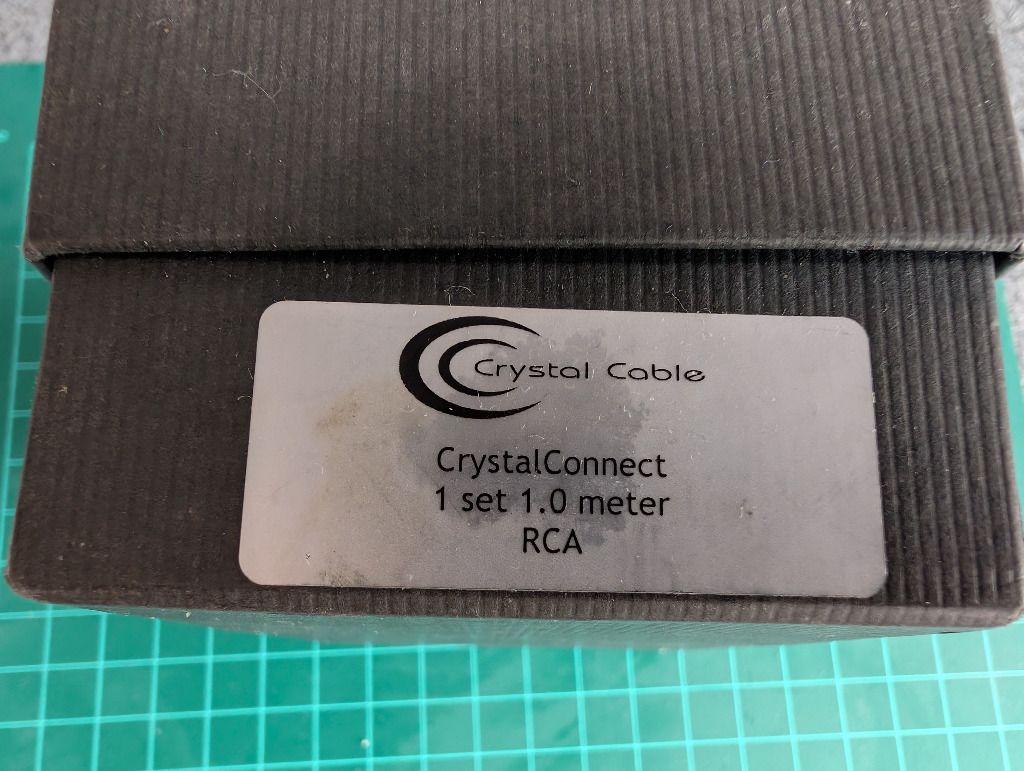 Crystal Cable
CrystalConnect
1 set 1.0 meter
RCA